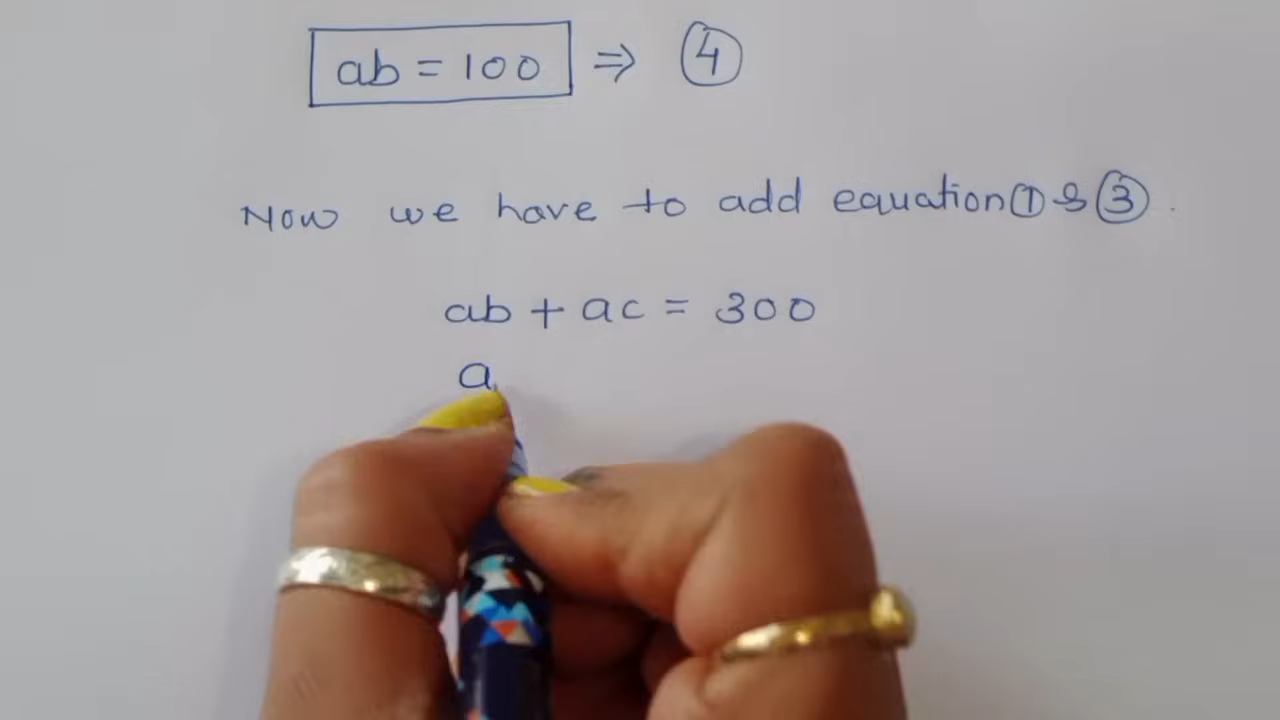 ab = 100 ⇒ ④
Now we have to add equation ① & ③.
ab + ac = 300
a